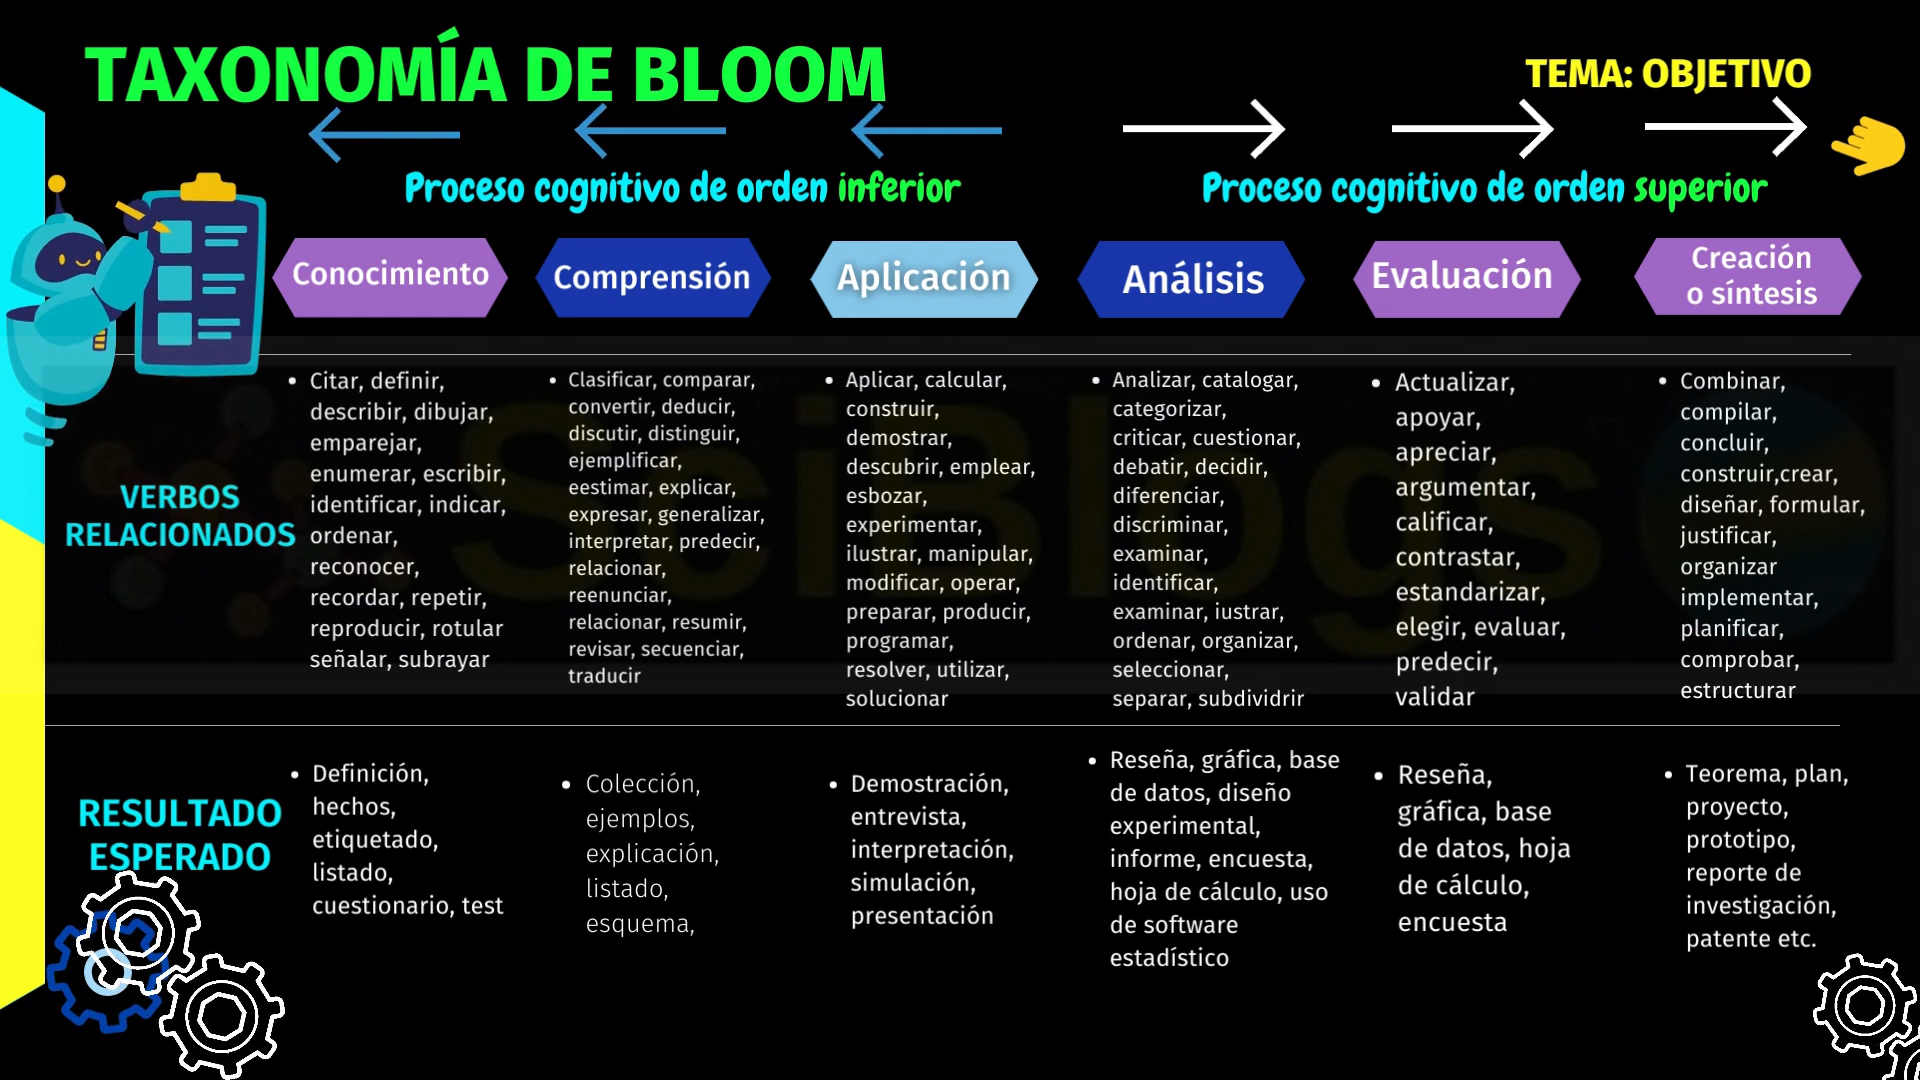 TAXONOMÍA DE BLOOM
TEMA: OBJETIVO
Proceso cognitivo de orden inferior
Proceso cognitivo de orden superior
Conocimiento
Comprensión
Aplicación
Análisis
Evaluación
Creación
o síntesis
VERBOS
RELACIONADOS
Citar, definir,
describir, dibujar,
emparejar,
enumerar, escribir,
identificar, indicar,
ordenar,
reconocer,
recordar, repetir,
reproducir, rotular
señalar, subrayar
Clasificar, comparar,
convertir, deducir,
discutir, distinguir,
ejemplificar,
eestimar, explicar,
expresar, generalizar,
interpretar, predecir,
relacionar,
reenunciar,
relacionar, resumir,
revisar, secuenciar,
traducir
Aplicar, calcular,
construir,
demostrar,
descubrir, emplear,
esbozar,
experimentar,
ilustrar, manipular,
modificar, operar,
preparar, producir,
programar,
resolver, utilizar,
solucionar
Analizar, catalogar,
categorizar,
criticar, cuestionar,
debatir, decidir,
diferenciar,
discriminar,
examinar,
identificar,
examinar, iustrar,
ordenar, organizar,
seleccionar,
separar, subdividrir
Actualizar,
apoyar,
apreciar,
argumentar,
calificar,
contrastar,
estandarizar,
elegir, evaluar,
predecir,
validar
Combinar,
compilar,
concluir,
construir,crear,
diseñar, formular,
justificar,
organizar
implementar,
planificar,
comprobar,
estructurar
SciBlogs
RESULTADO
ESPERADO
Definición,
hechos,
etiquetado,
listado,
cuestionario, test
Colección,
ejemplos,
explicación,
listado,
esquema,
Demostración,
entrevista,
interpretación,
simulación,
presentación
Reseña, gráfica, base
de datos, diseño
experimental,
informe, encuesta,
hoja de cálculo, uso
de software
estadístico
Reseña,
gráfica, base
de datos, hoja
de cálculo,
encuesta
Teorema, plan,
proyecto,
prototipo,
reporte de
investigación,
patente etc.